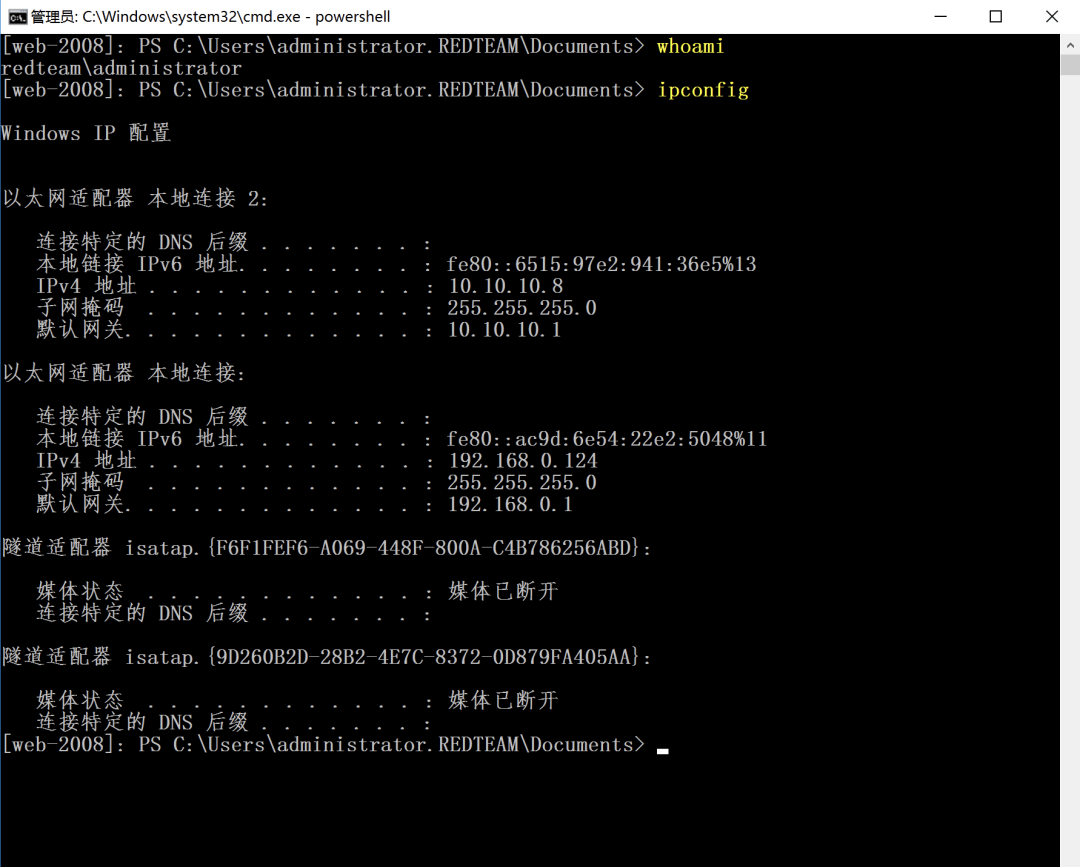 管理员: C:\Windows\system32\cmd.exe - powershell
[web-2008]: PS C:\Users\administrator.REDTEAM\Documents> whoami
redteam\administrator
[web-2008]: PS C:\Users\administrator.REDTEAM\Documents> ipconfig
Windows IP 配置
以太网适配器 本地连接 2:
连接特定的 DNS 后缀 . . . . . . . :
本地链接 IPv6 地址. . . . . . . . : fe80::6515:97e2:941:36e5%13
IPv4 地址 . . . . . . . . . . . . : 10.10.10.8
子网掩码 . . . . . . . . . . . . : 255.255.255.0
默认网关. . . . . . . . . . . . . : 10.10.10.1
以太网适配器 本地连接:
连接特定的 DNS 后缀 . . . . . . . :
本地链接 IPv6 地址. . . . . . . . : fe80::ac9d:6e54:22e2:5048%11
IPv4 地址 . . . . . . . . . . . . : 192.168.0.124
子网掩码 . . . . . . . . . . . . : 255.255.255.0
默认网关. . . . . . . . . . . . . : 192.168.0.1
隧道适配器 isatap.{F6F1FEF6-A069-448F-800A-C4B786256ABD}:
媒体状态 . . . . . . . . . . . . : 媒体已断开
连接特定的 DNS 后缀 . . . . . . . :
隧道适配器 isatap.{9D260B2D-28B2-4E7C-8372-0D879FA405AA}:
媒体状态 . . . . . . . . . . . . : 媒体已断开
连接特定的 DNS 后缀 . . . . . . . :
[web-2008]: PS C:\Users\administrator.REDTEAM\Documents>